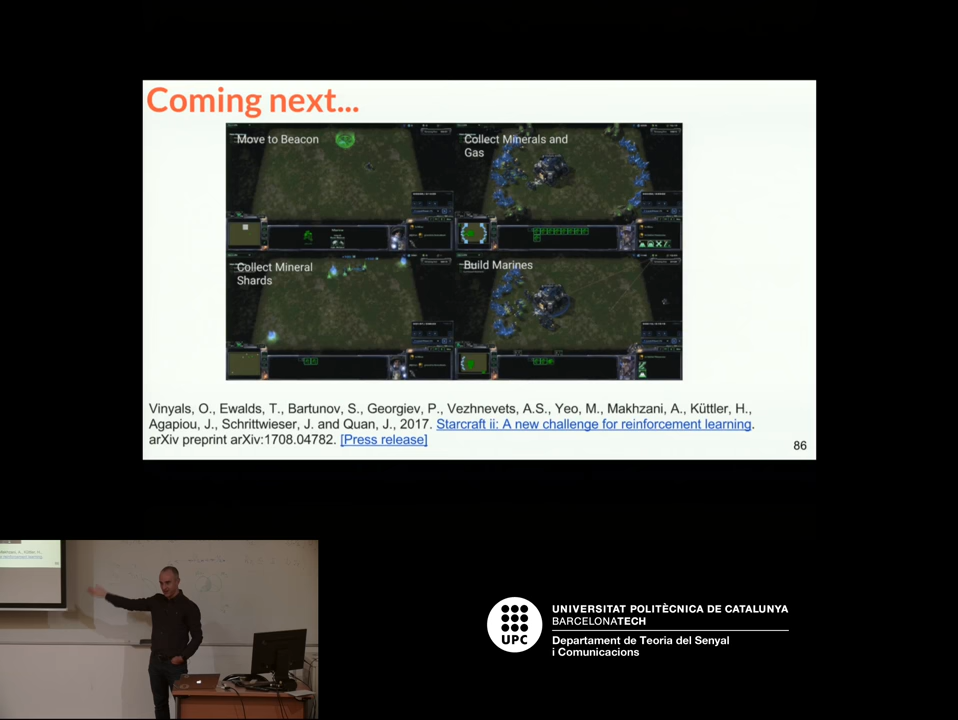 Coming next...
Move to Beacon
Collect Minerals and
Gas
Collect Mineral
Shards
Build Marines
Vinyals, O., Ewalds, T., Bartunov, S., Georgiev, P., Vezhnevets, A.S., Yeo, M., Makhzani, A., Küttler, H.,
Agapiou, J., Schrittwieser, J. and Quan, J., 2017. Starcraft ii: A new challenge for reinforcement learning.
arXiv preprint arXiv:1708.04782. [Press release]
86
UPC
UNIVERSITAT POLITÈCNICA DE CATALUNYA
BARCELONATECH
Departament de Teoria del Senyal
i Comunicacions